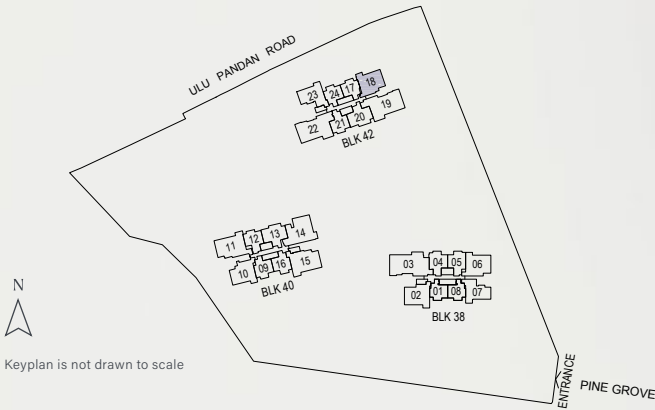 ULU PANDAN ROAD
23 24 17 18
22 21 20 19
BLK 42
11 12 13 14
10 09 16 15
BLK 40
03 04 05 06
02 01 08 07
BLK 38
N
Keyplan is not drawn to scale
ENTRANCE
PINE GROVE